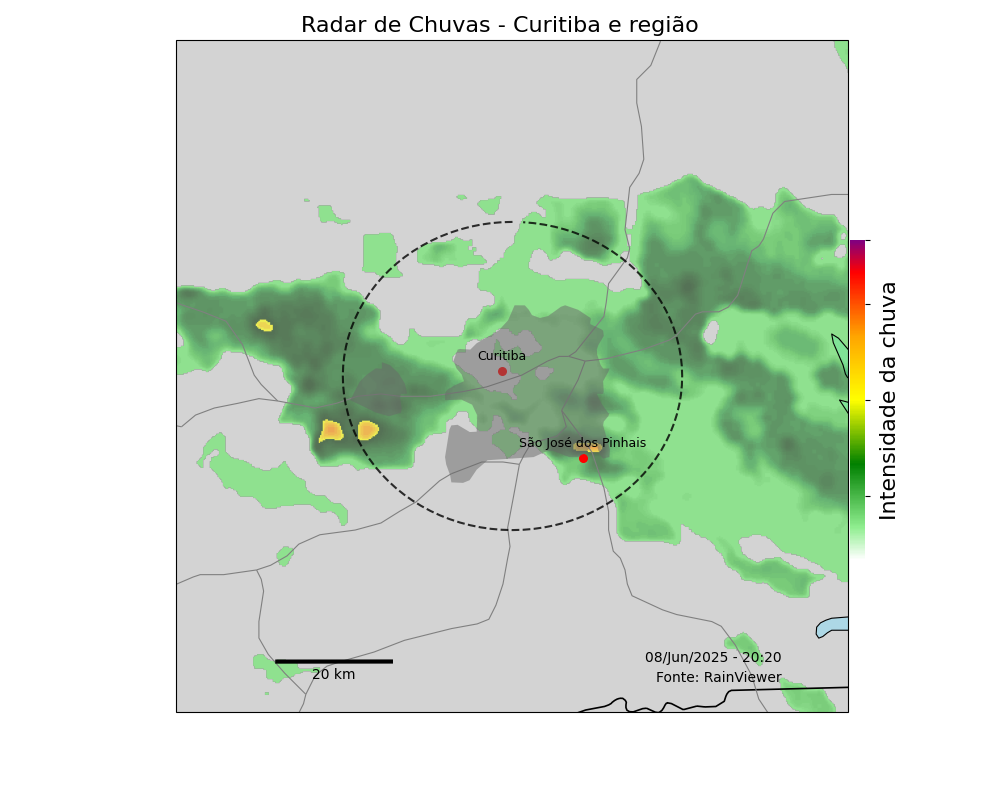 Radar de Chuvas - Curitiba e região
Curitiba
São José dos Pinhais
Intensidade da chuva
20 km
08/Jun/2025 - 20:20
Fonte: RainViewer